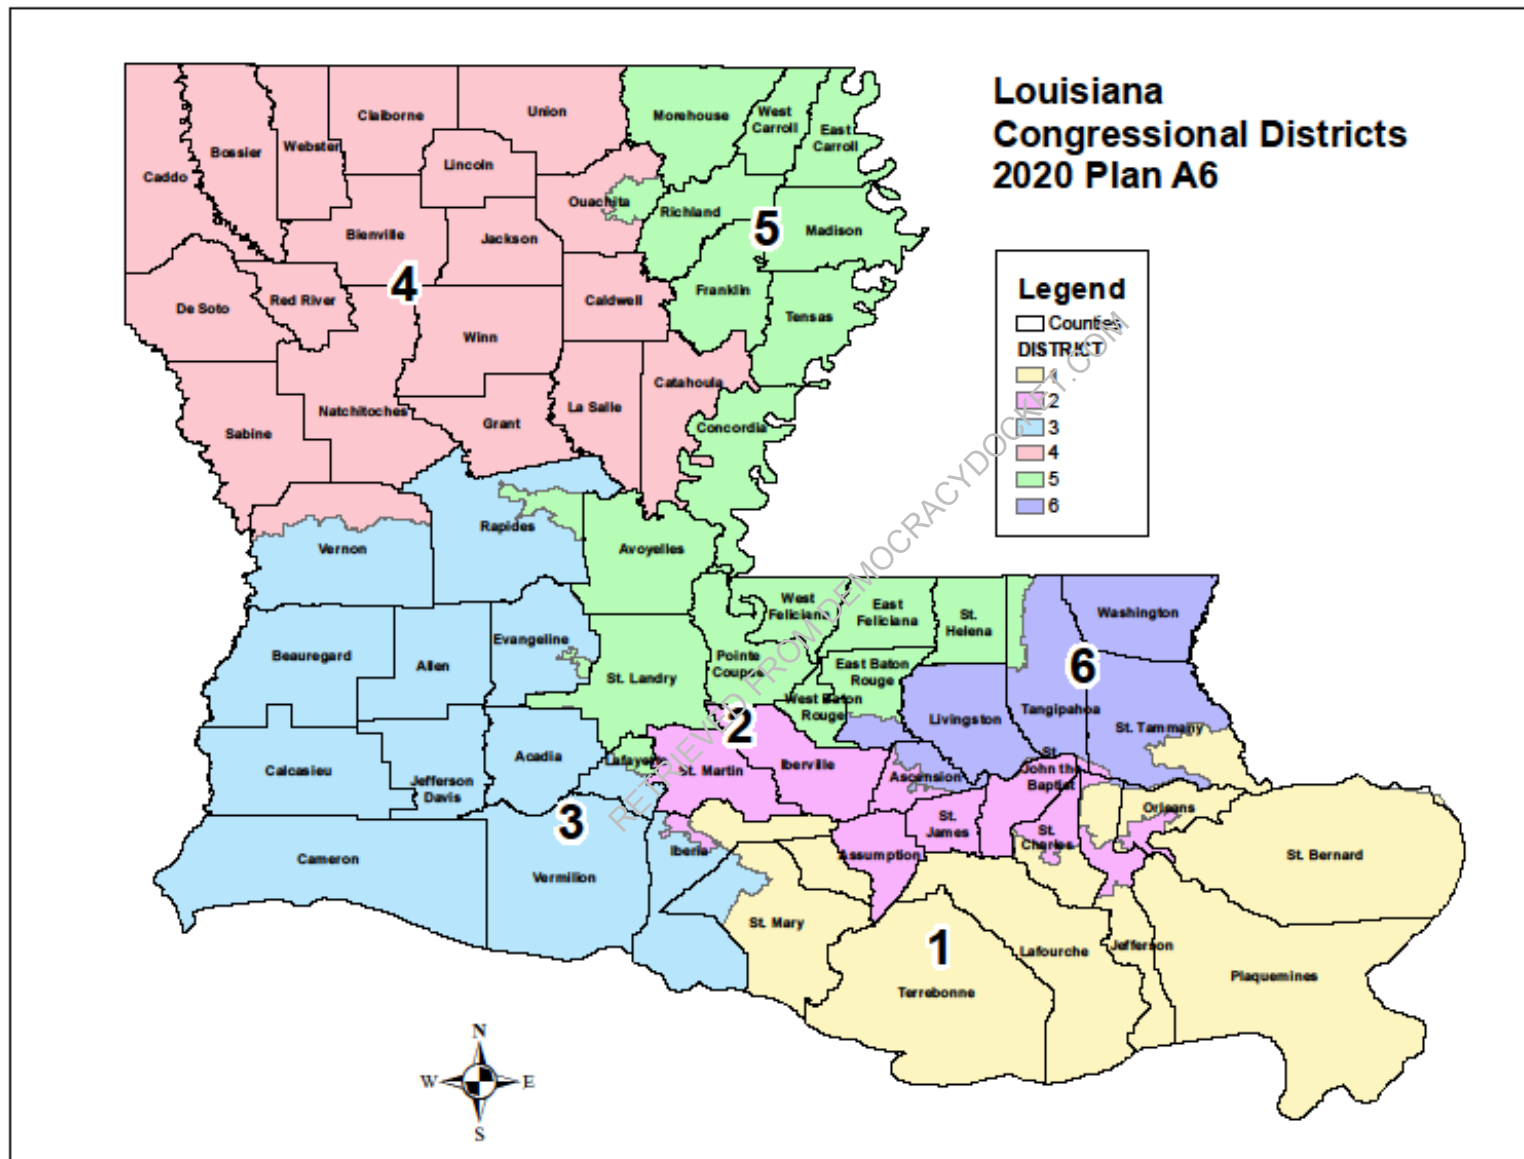 Louisiana
Congressional Districts
2020 Plan A6
Legend
Counties
DISTRICT
1
2
3
4
5
6
Caddo
Bossier
Webster
Claiborne
Union
Lincoln
Morehouse
West
Carroll
East
Carroll
Ouachita
Richland
Madison
Bienville
Jackson
5
4
De Soto
Red River
Caldwell
Franklin
Tensas
Winn
Catahoula
La Salle
Natchitoches
Grant
Concordia
Sabine
Rapides
Vernon
Avoyelles
West
Feliciana
East
Feliciana
St.
Helena
Washington
Beauregard
Allen
Evangeline
Pointe
Coupee
East Baton
Rouge
6
St. Landry
West Baton
Rouge
Livingston
Tangipahoa
St. Tammany
2
Acadia
Lafayette
St. Martin
Iberville
Ascension
St
John the
Baptist
Calcasieu
Jefferson
Davis
3
Iberia
Assumption
St.
James
St.
Charles
Orleans
Cameron
Vermilion
St. Bernard
St. Mary
1
Lafourche
Jefferson
Plaquemines
Terrebonne
N
W
E
S
RETRIEVED FROM DEMOCRACYDOCKET.COM